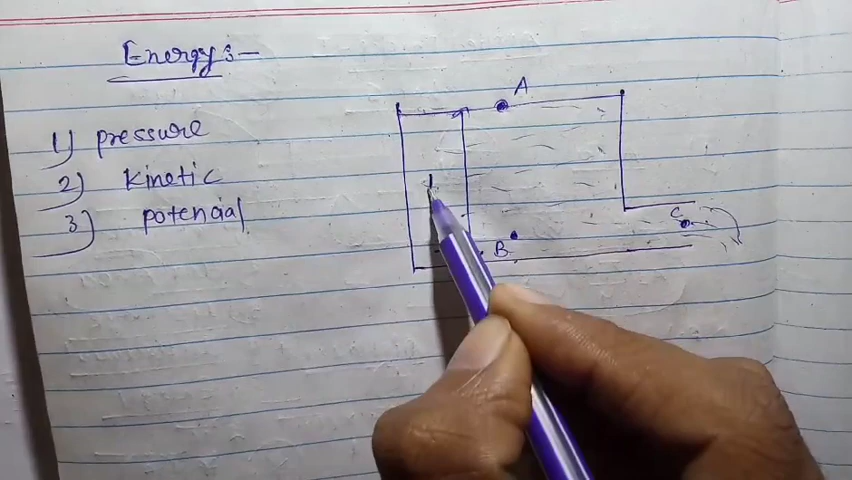 Energy :-
1) pressure
2) Kinetic
3) potencial
A
B
C